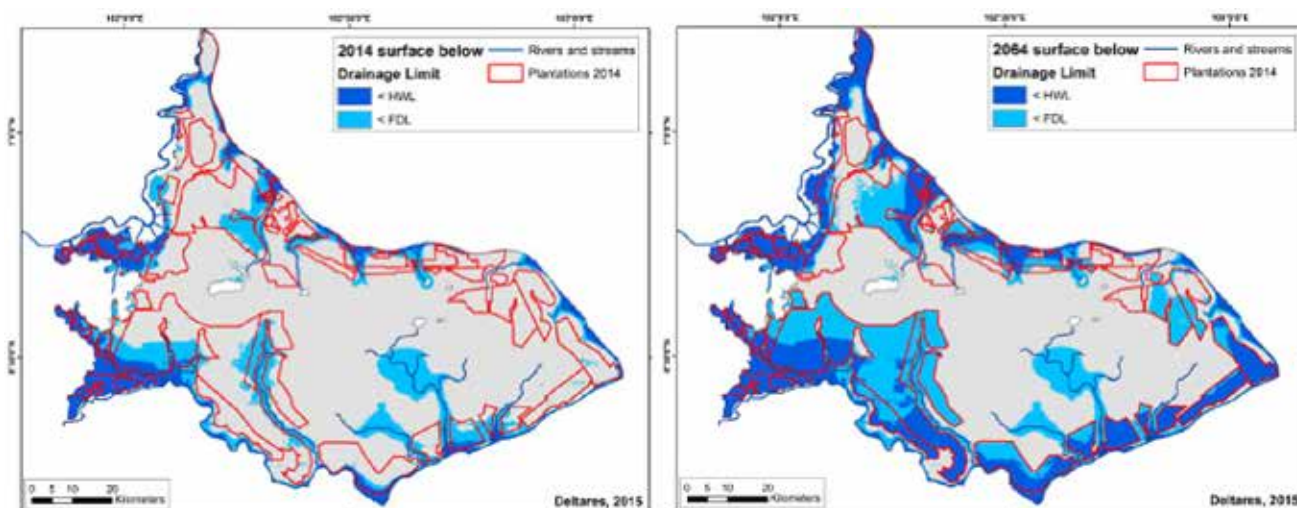 2014 surface below
Drainage Limit
< HWL
< FDL
Rivers and streams
Plantations 2014
0 5 10 20
Kilometers
Deltares, 2015
2064 surface below
Drainage Limit
< HWL
< FDL
Rivers and streams
Plantations 2014
0 5 10 20
Kilometers
Deltares, 2015